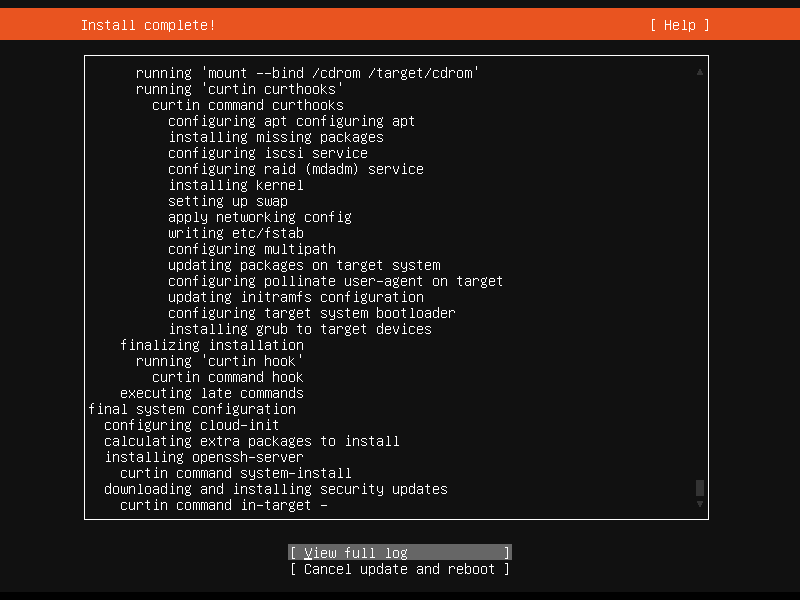 Install complete!
[ Help ]
running 'mount --bind /cdrom /target/cdrom'
running 'curtin curthooks'
curtin command curthooks
configuring apt configuring apt
installing missing packages
configuring iscsi service
configuring raid (mdadm) service
installing kernel
setting up swap
apply networking config
writing etc/fstab
configuring multipath
updating packages on target system
configuring pollinate user-agent on target
updating initramfs configuration
configuring target system bootloader
installing grub to target devices
finalizing installation
running 'curtin hook'
curtin command hook
executing late commands
final system configuration
configuring cloud-init
calculating extra packages to install
installing openssh-server
curtin command system-install
downloading and installing security updates
curtin command in-target -
[ View full log ]
[ Cancel update and reboot ]